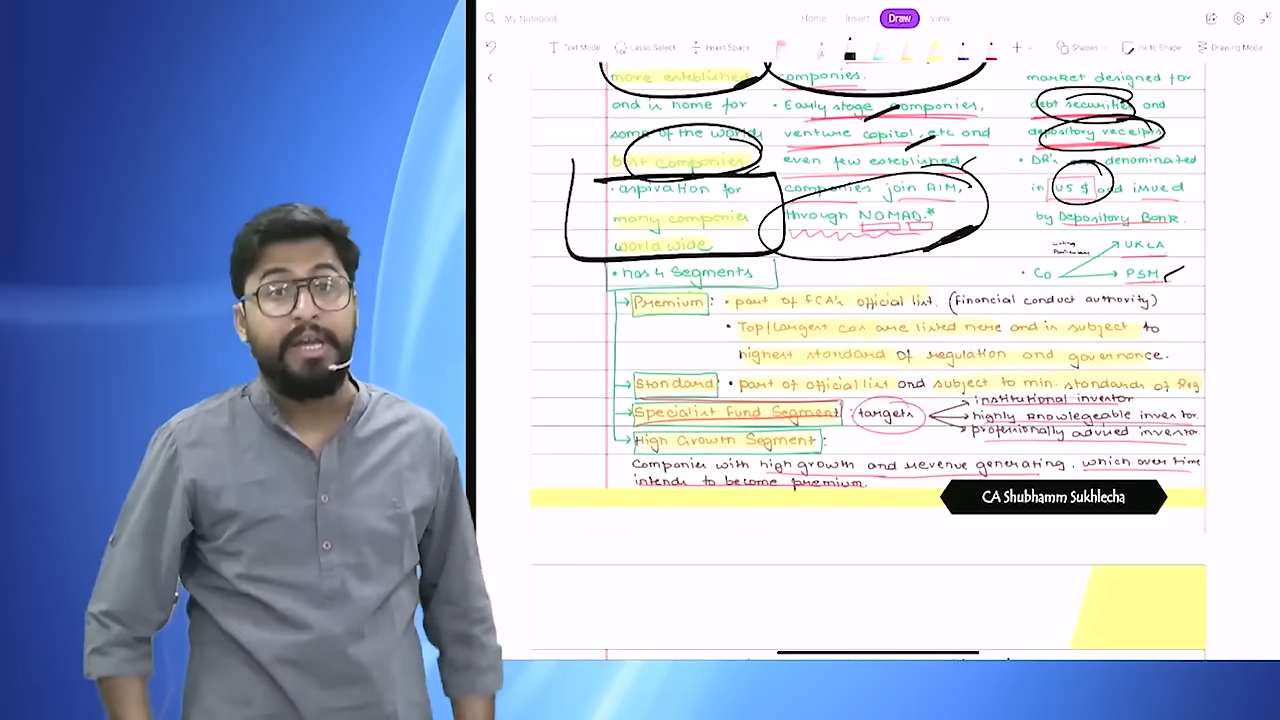 My Notebook
Home Insert Draw View
Text Mode Lasso Select Insert Space Shapes Ink to Shape Drawing Mode
more established
and is home for
some of the worlds
best companies
• aspiration for
many companies
world wide
• has 4 segments
companies.
• Early stage companies,
venture capital, etc and
even few established
companies join AIM,
through NOMAD.*
market designed for
debt securities and
depository receipts
• DR's are denominated
in US $ and issued
by Depository Bank.
• Co
UKLA
PSM
Premium : • part of FCA's official list. (Financial conduct authority)
• Top/Largest cos are listed here and is subject to
highest standard of regulation and governance.
Standard • part of official list and subject to min. standards of Reg
Specialist Fund Segment : targets
institutional investor
highly knowlegeable investor.
professionally advised investor.
High Growth Segment :
Companies with high growth and revenue generating, which over time
intends to become premium.
CA Shubhamm Sukhlecha